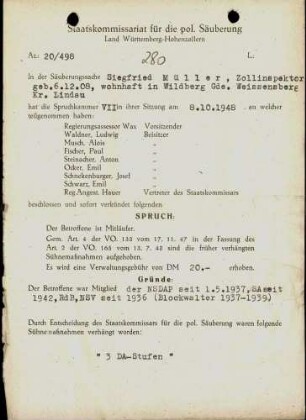 Staatskommissariat für die pol. Säuberung
Land Württemberg-Hohenzollern
Az: 20/498
280
L:
In der Säuberungssache Siegfried Müller, Zollinspektor
geb.6.12.08, wohnhaft in Wildberg Gde. Weissensberg
Kr. Lindau
hat die Spruchkammer VII in ihrer Sitzung am 8.10.1948 an welcher
teilgenommen haben:
Regierungsassessor Wax Vorsitzender
Waldner, Ludwig Beisitzer
Musch, Alois "
Fischer, Paul "
Steinacher, Anton "
Oeker, Emil "
Schneckenburger, Josef "
Schwarz, Emil "
Reg.Angest. Hauer Vertreter des Staatskommissars
beschlossen und sofort verkündet folgenden
SPRUCH:
Der Betroffene ist Mitläufer.
Gem. Art. 4 der VO. 133 vom 17. 11. 47 in der Fassung des
Art. 2 der VO. 165 vom 13. 7. 48 sind die früher verhängten
Sühnemaßnahmen aufgehoben.
Es wird eine Verwaltungsgebühr von DM 20.- erhoben.
Gründe:
Der Betroffene war Mitglied der NSDAP seit 1.5.1937, SA seit
1942, RdB, NSV seit 1936 (Blockwalter 1937-1939)
Durch Entscheidung des Staatskommissars für die pol. Säuberung waren folgende
Sühnemaßnahmen verhängt worden:
" 3 DA-Stufen "